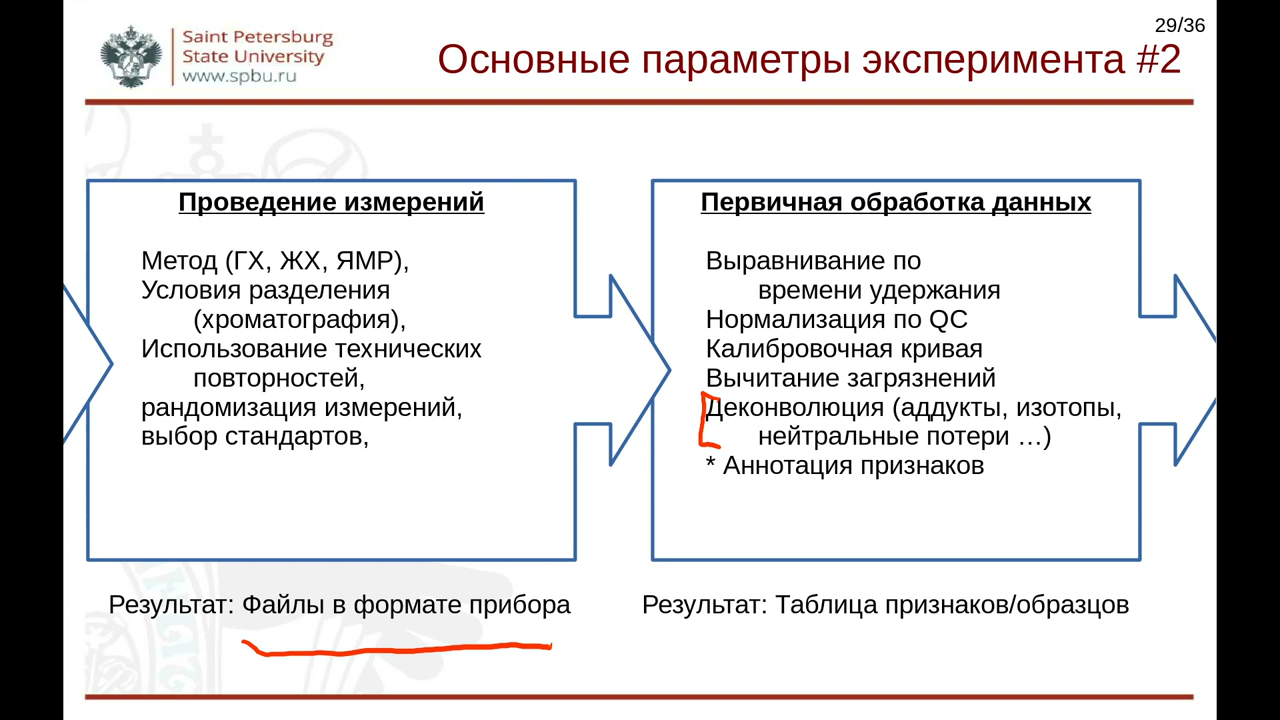 29/36
Saint Petersburg
State University
www.spbu.ru
Основные параметры эксперимента #2
Проведение измерений
Метод (ГХ, ЖХ, ЯМР),
Условия разделения
(хроматография),
Использование технических
повторностей,
рандомизация измерений,
выбор стандартов,
Результат: Файлы в формате прибора
Первичная обработка данных
Выравнивание по
времени удержания
Нормализация по QC
Калибровочная кривая
Вычитание загрязнений
Деконволюция (аддукты, изотопы,
нейтральные потери …)
* Аннотация признаков
Результат: Таблица признаков/образцов